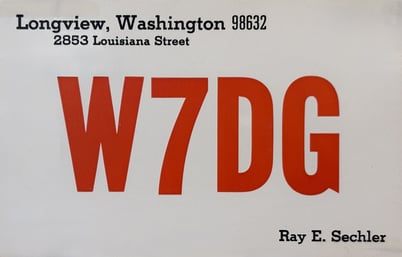 Longview, Washington 98632
2853 Louisiana Street
W7DG
Ray E. Sechler